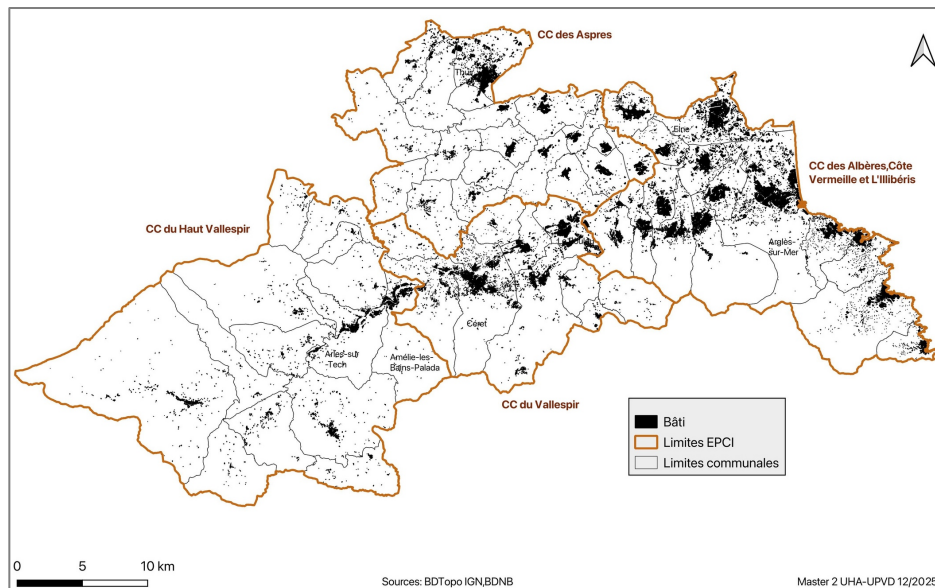 CC des Aspres
Thuir
Elne
CC des Albères,Côte
Vermeille et L'Illibéris
CC du Haut Vallespir
Argelès
-sur-Mer
Céret
Arles-sur
-Tech
Amélie-les-
Bains-Palada
CC du Vallespir
Bâti
Limites EPCI
Limites communales
0 5 10 km
Sources: BDTopo IGN,BDNB
Master 2 UHA-UPVD 12/2025